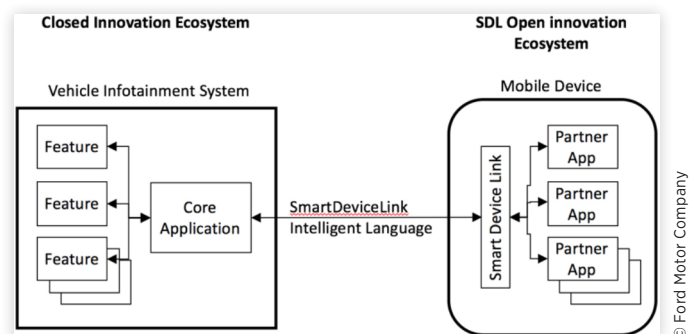 Closed Innovation Ecosystem
SDL Open innovation
Ecosystem
Vehicle Infotainment System
Mobile Device
Feature
Feature
Feature
Core
Application
SmartDeviceLink
Intelligent Language
Smart Device Link
Partner
App
Partner
App
Partner
App
© Ford Motor Company